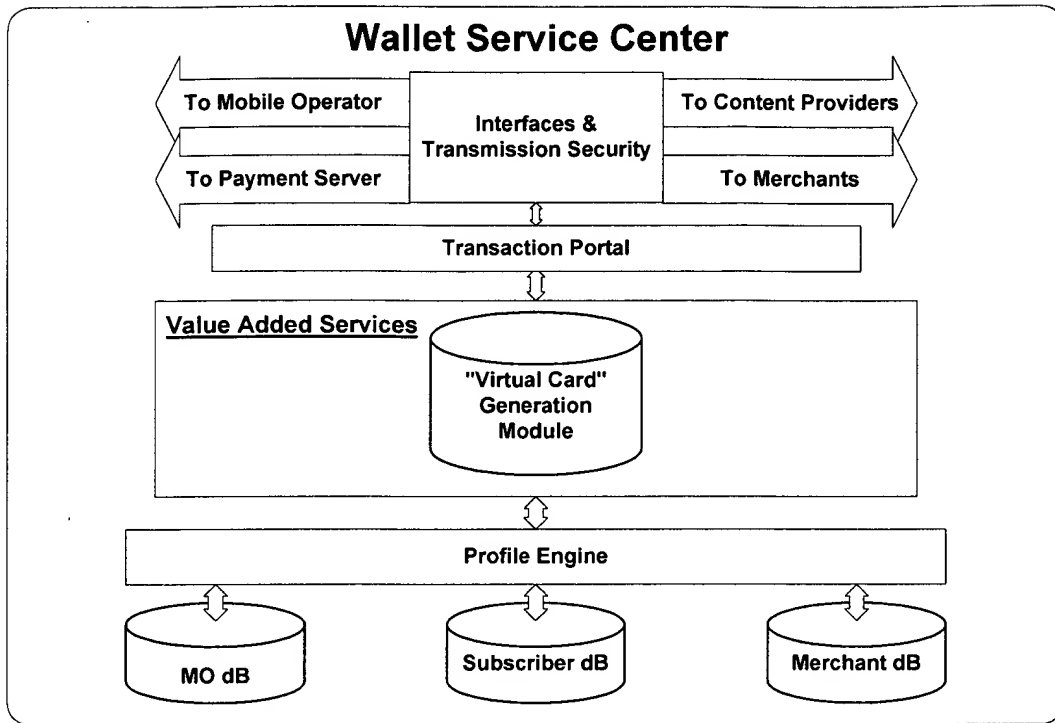 Wallet Service Center
To Mobile Operator
To Content Providers
Interfaces &
Transmission Security
To Payment Server
To Merchants
Transaction Portal
Value Added Services
"Virtual Card"
Generation
Module
Profile Engine
MO dB
Subscriber dB
Merchant dB